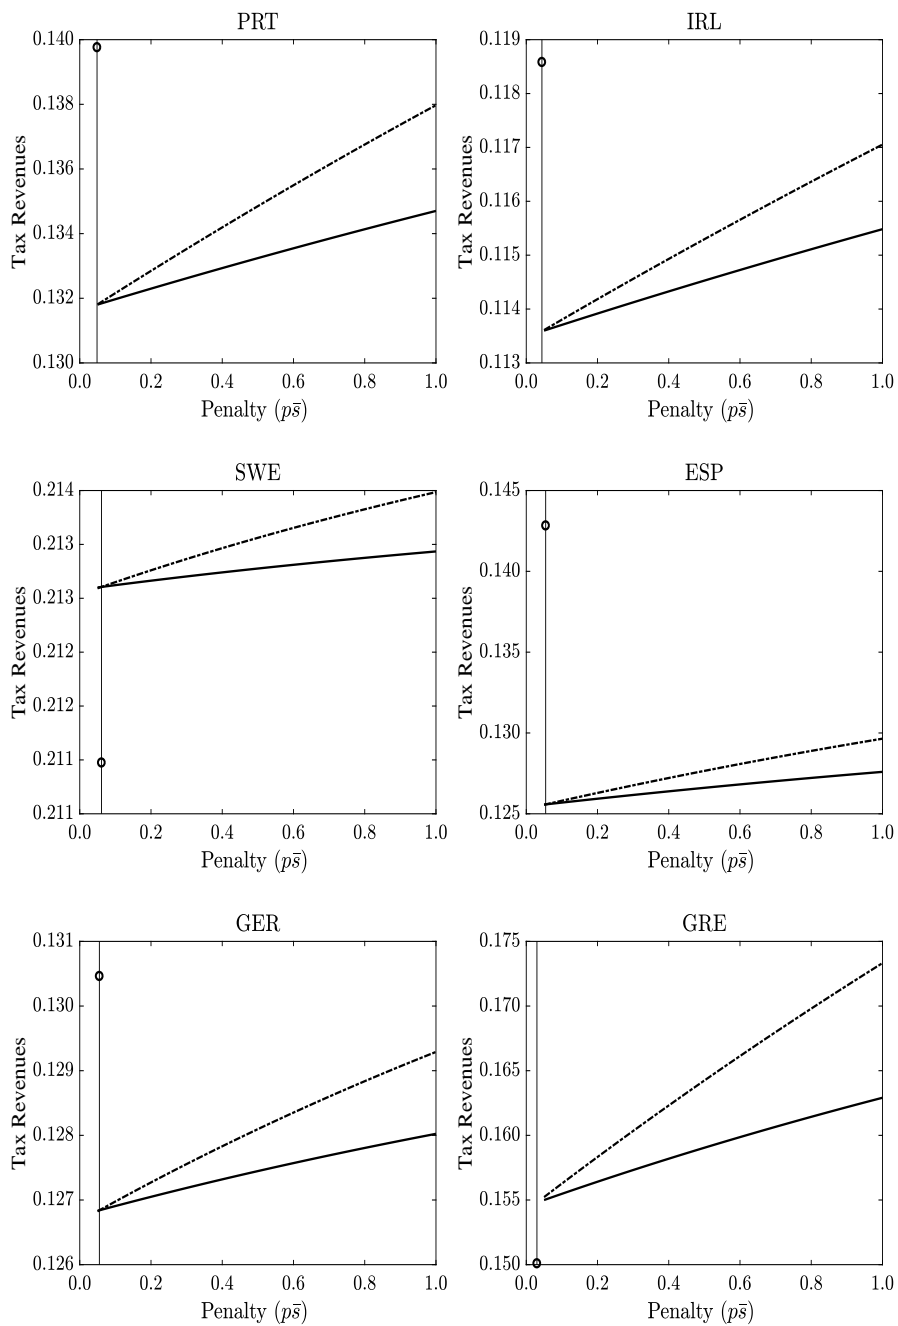 PRT
0.140
0.138
0.136
0.134
0.132
0.130
Tax Revenues
0.0 0.2 0.4 0.6 0.8 1.0
Penalty (ps̄)
IRL
0.119
0.118
0.117
0.116
0.115
0.114
0.113
Tax Revenues
0.0 0.2 0.4 0.6 0.8 1.0
Penalty (ps̄)
SWE
0.214
0.213
0.213
0.212
0.212
0.211
0.211
Tax Revenues
0.0 0.2 0.4 0.6 0.8 1.0
Penalty (ps̄)
ESP
0.145
0.140
0.135
0.130
0.125
Tax Revenues
0.0 0.2 0.4 0.6 0.8 1.0
Penalty (ps̄)
GER
0.131
0.130
0.129
0.128
0.127
0.126
Tax Revenues
0.0 0.2 0.4 0.6 0.8 1.0
Penalty (ps̄)
GRE
0.175
0.170
0.165
0.160
0.155
0.150
Tax Revenues
0.0 0.2 0.4 0.6 0.8 1.0
Penalty (ps̄)